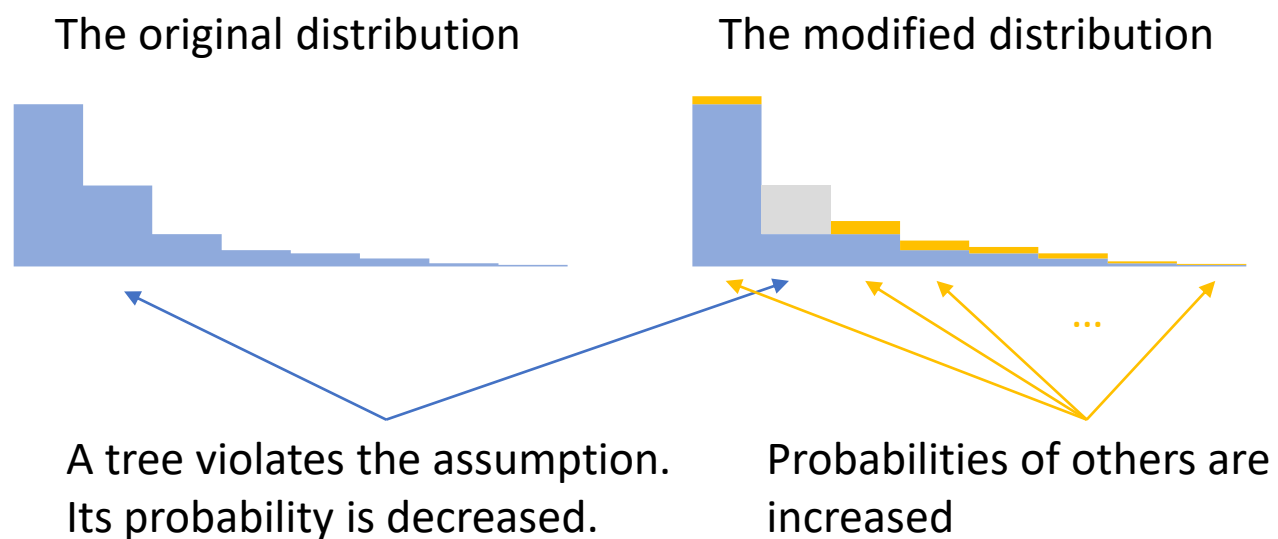 The original distribution
The modified distribution
...
A tree violates the assumption.
Its probability is decreased.
Probabilities of others are
increased